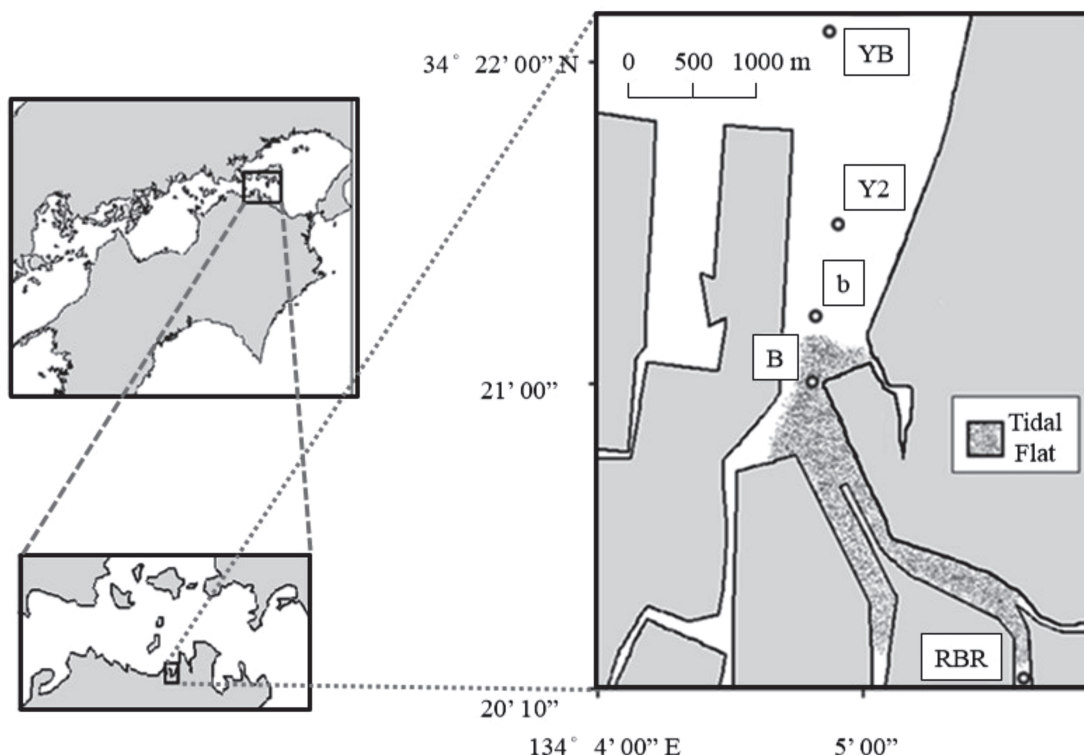 YB
34° 22' 00" N
0 500 1000 m
Y2
b
B
21' 00"
Tidal
Flat
RBR
20' 10"
134° 4' 00" E
5' 00"